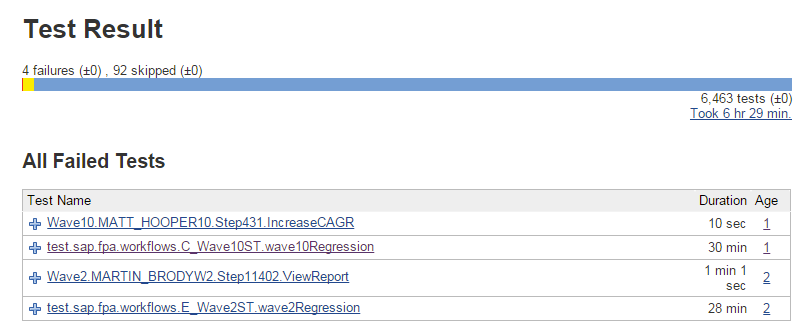 Test Result
4 failures (±0) , 92 skipped (±0)
6,463 tests (±0)
Took 6 hr 29 min.
All Failed Tests
Test Name Duration Age
Wave10.MATT_HOOPER10.Step431.IncreaseCAGR 10 sec 1
test.sap.fpa.workflows.C_Wave10ST.wave10Regression 30 min 1
Wave2.MARTIN_BRODYW2.Step11402.ViewReport 1 min 1 sec 2
test.sap.fpa.workflows.E_Wave2ST.wave2Regression 28 min 2